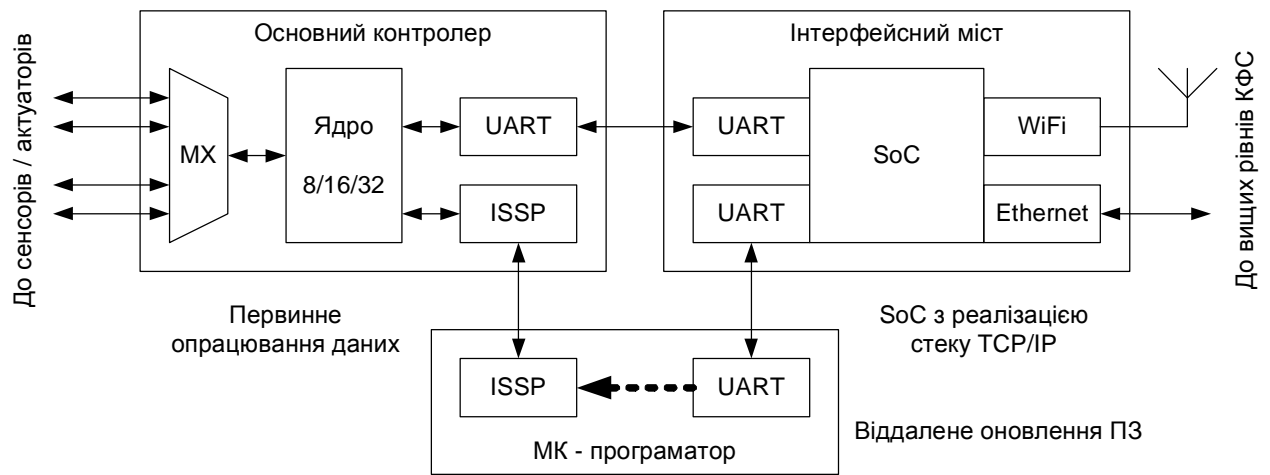 До сенсорів / актуаторів
Основний контролер
MX
Ядро
8/16/32
UART
ISSP
Інтерфейсний міст
UART
UART
SoC
WiFi
Ethernet
До вищих рівнів КФС
Первинне
опрацювання даних
SoC з реалізацією
стеку TCP/IP
ISSP
UART
МК - програматор
Віддалене оновлення ПЗ